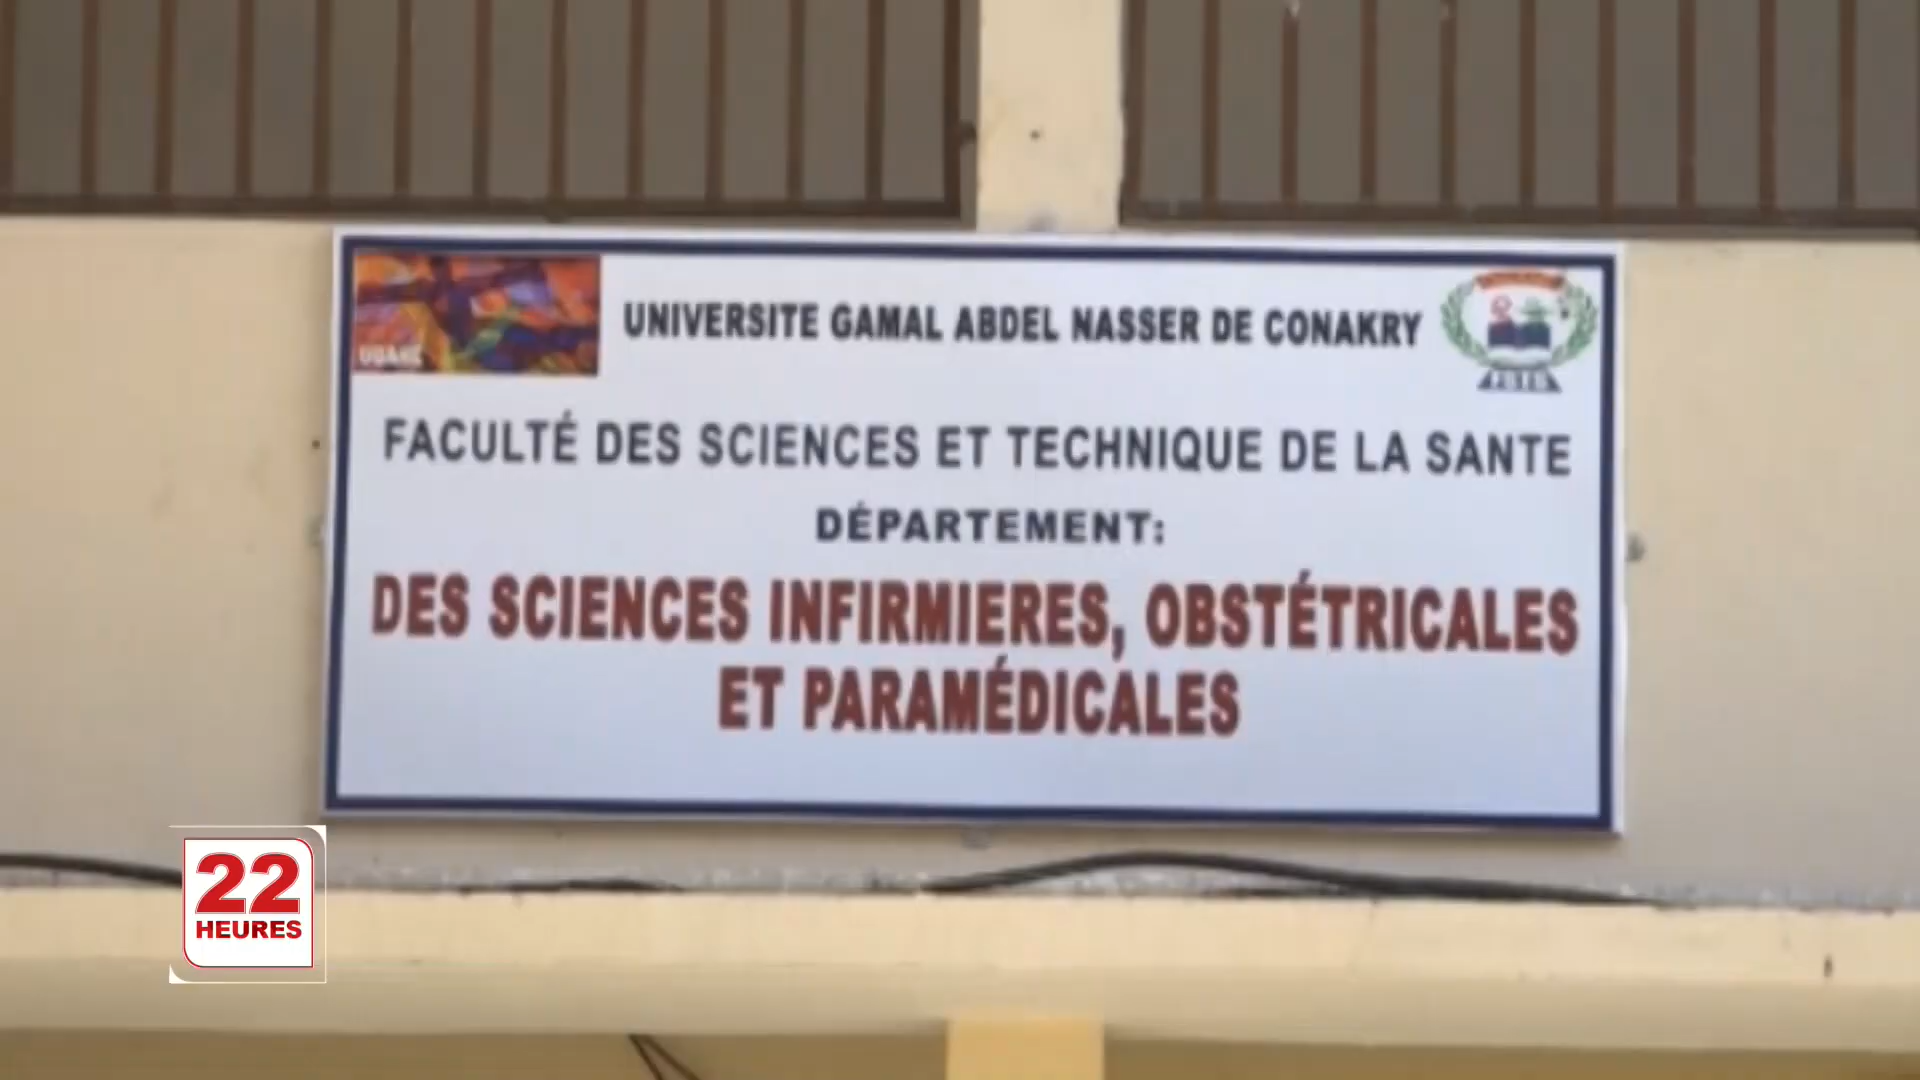 UNIVERSITE GAMAL ABDEL NASSER DE CONAKRY
FACULTÉ DES SCIENCES ET TECHNIQUE DE LA SANTE
DÉPARTEMENT:
DES SCIENCES INFIRMIERES, OBSTÉTRICALES
ET PARAMÉDICALES
22
HEURES